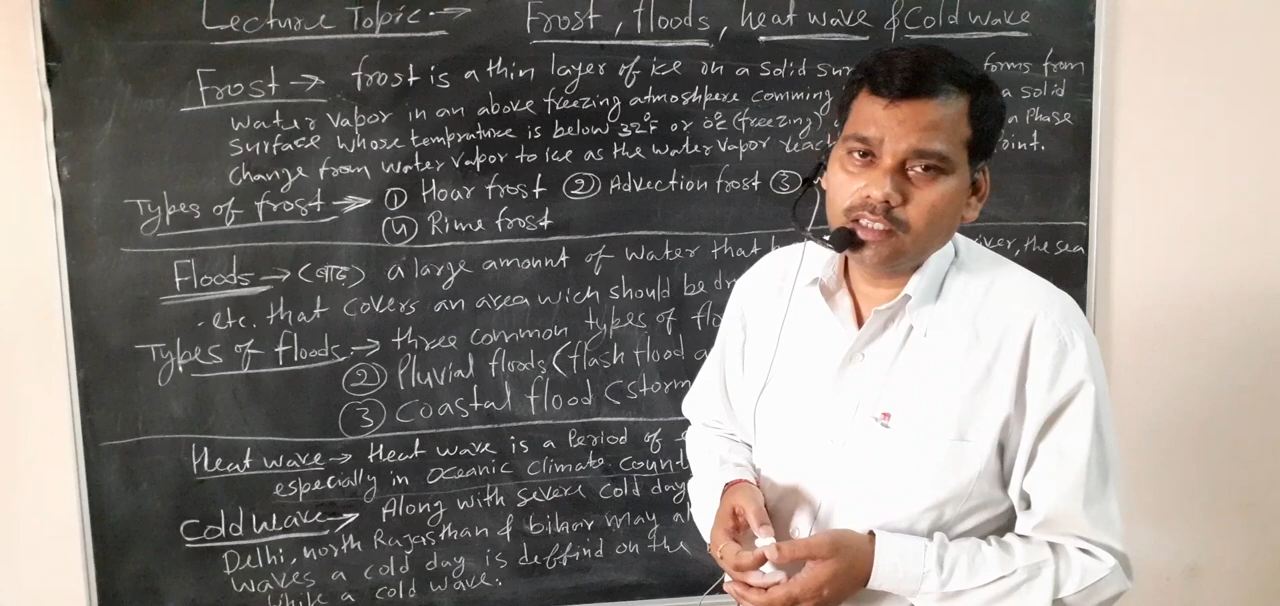 Lecture Topic → Frost, floods, heat wave & Cold wave
Frost → frost is a thin layer of ice on a solid sur forms from
water vapor in an above freezing atmoshpere comming a solid
surface whose temprature is below 32°F or 0°C (freezing) a Phase
change from water vapor to ice as the water vapor reac oint.
Types of frost → ① Hoar frost ② Advection frost ③
④ Rime frost
Floods → (बाढ़) a large amount of water that iver, the sea
etc. that covers an area wich should be dr
Types of floods → three common types of flo
② Pluvial floods (flash flood a
③ Coastal flood (storm
Heat wave → Heat wave is a Period of
especially in Oceanic Climate Count
Cold wave → Along with severe cold day
Delhi, north Rajasthan & bihar may al
waves a cold day is deffind on the
While a cold wave.